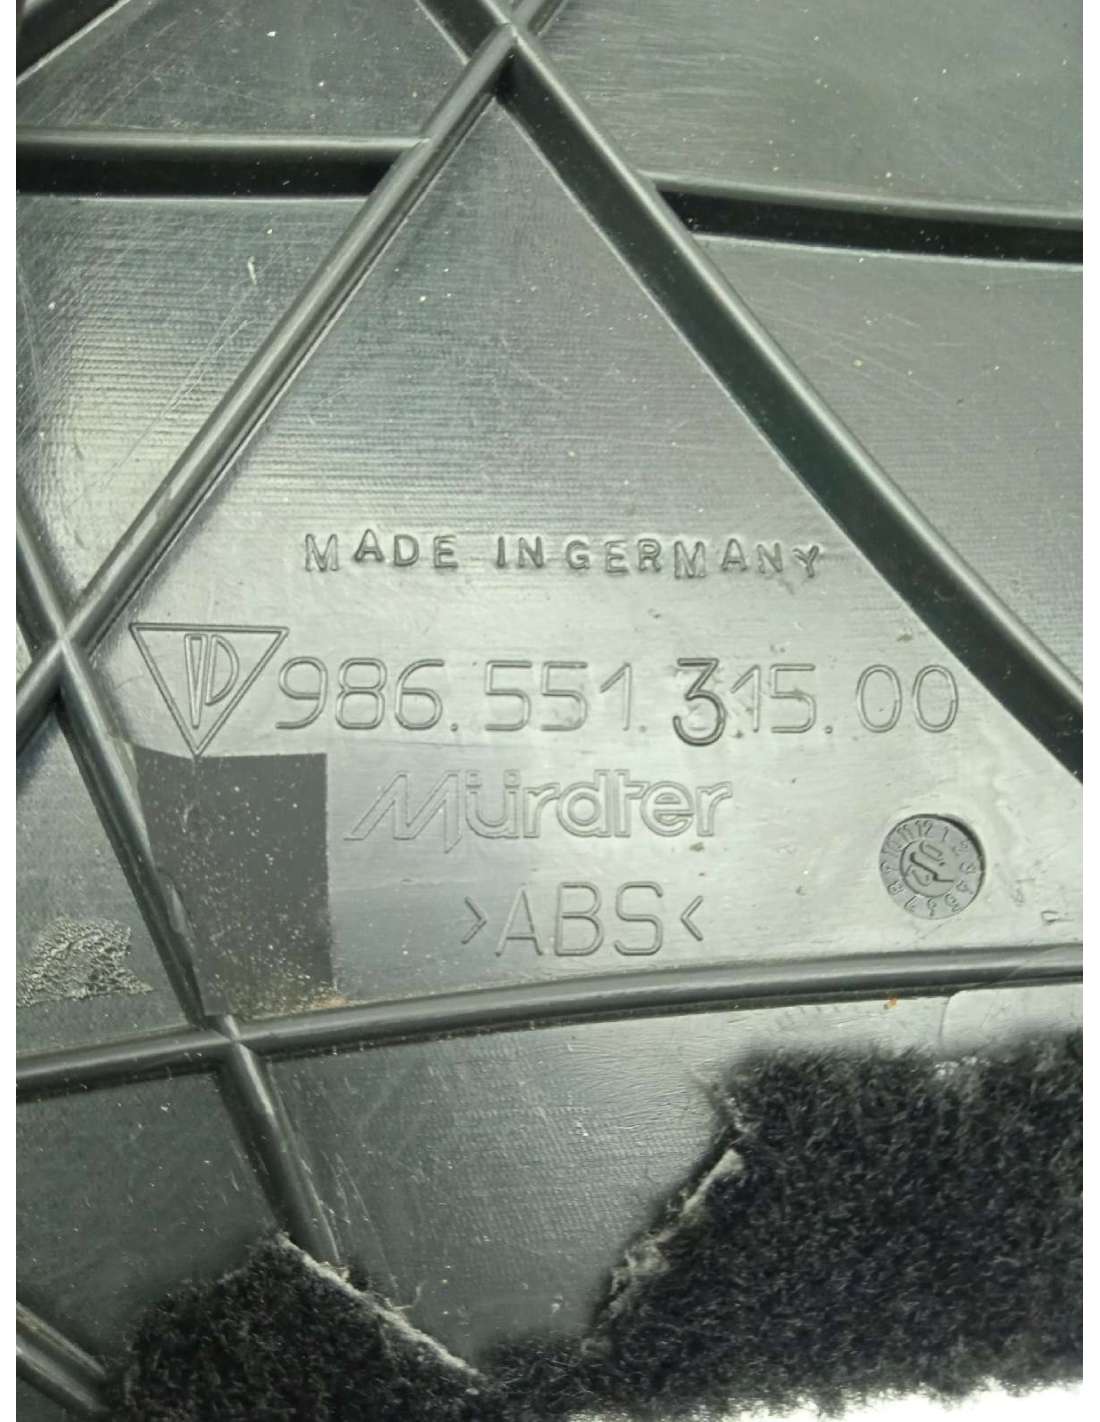 MADE IN GERMANY
986.551.315.00
Mürdter
>ABS<